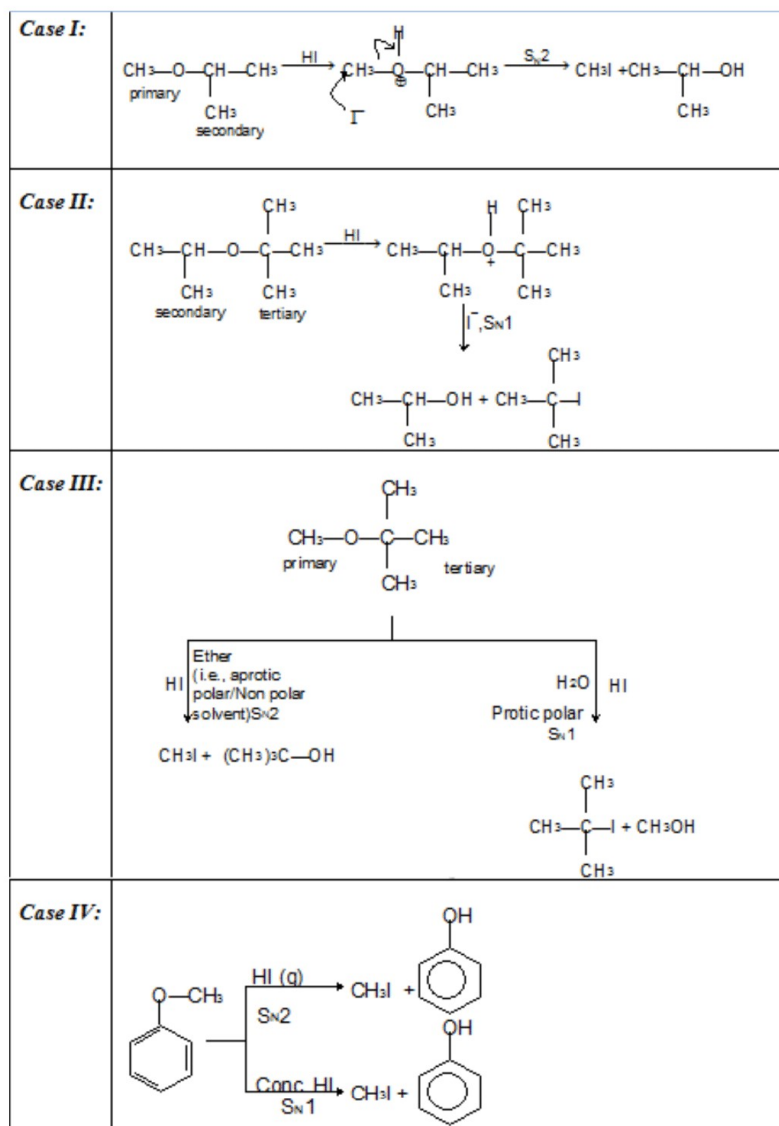 Case I:
H
CH3—O—CH—CH3 HI CH3—O—CH—CH3 SN2 CH3I +CH3—CH—OH
primary ⊕
CH3 I⁻ CH3 CH3
secondary
Case II:
CH3 H CH3
CH3—CH—O—C—CH3 HI CH3—CH—O—C—CH3
+
CH3 CH3 CH3 CH3
secondary tertiary
I⁻,SN1
CH3
CH3—CH—OH + CH3—C—I
CH3 CH3
Case III:
CH3
CH3—O—C—CH3
primary tertiary
CH3
Ether
HI (i.e., aprotic
polar/Non polar
solvent)SN2
H2O HI
Protic polar
SN1
CH3I + (CH3)3C—OH
CH3
CH3—C—I + CH3OH
CH3
Case IV:
OH
O—CH3
HI (g) CH3I +
SN2
OH
Conc HI CH3I +
SN1